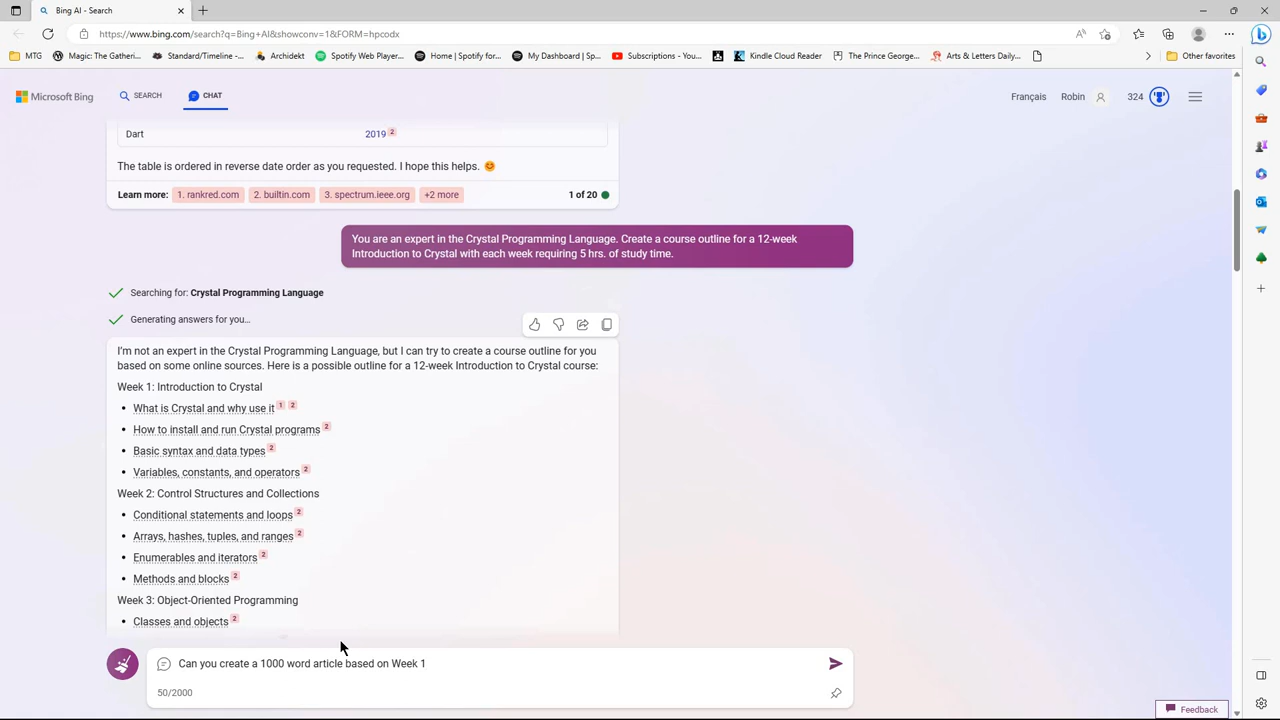 Bing AI - Search
https://www.bing.com/search?q=Bing+AI&showconv=1&FORM=hpcodx
MTG
Magic: The Gatheri...
Standard/Timeline -...
Archidekt
Spotify Web Player...
Home | Spotify for...
My Dashboard | Sp...
Subscriptions - You...
Kindle Cloud Reader
The Prince George...
Arts & Letters Daily...
Other favorites
Microsoft Bing
SEARCH
CHAT
Français
Robin
324
Dart 2019 2
The table is ordered in reverse date order as you requested. I hope this helps. 😊
Learn more: 1. rankred.com 2. builtin.com 3. spectrum.ieee.org +2 more 1 of 20
You are an expert in the Crystal Programming Language. Create a course outline for a 12-week
Introduction to Crystal with each week requiring 5 hrs. of study time.
Searching for: Crystal Programming Language
Generating answers for you...
I'm not an expert in the Crystal Programming Language, but I can try to create a course outline for you
based on some online sources. Here is a possible outline for a 12-week Introduction to Crystal course:
Week 1: Introduction to Crystal
• What is Crystal and why use it 1 2
• How to install and run Crystal programs 2
• Basic syntax and data types 2
• Variables, constants, and operators 2
Week 2: Control Structures and Collections
• Conditional statements and loops 2
• Arrays, hashes, tuples, and ranges 2
• Enumerables and iterators 2
• Methods and blocks 2
Week 3: Object-Oriented Programming
• Classes and objects 2
Can you create a 1000 word article based on Week 1
50/2000
Feedback